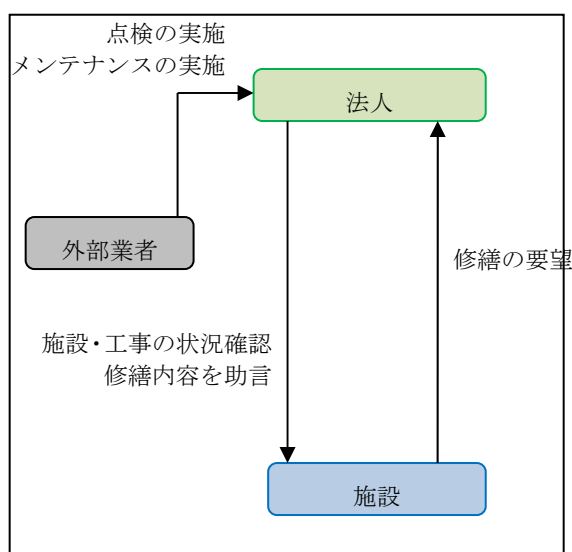 点検の実施
メンテナンスの実施
法人
外部業者
修繕の要望
施設・工事の状況確認
修繕内容を助言
施設